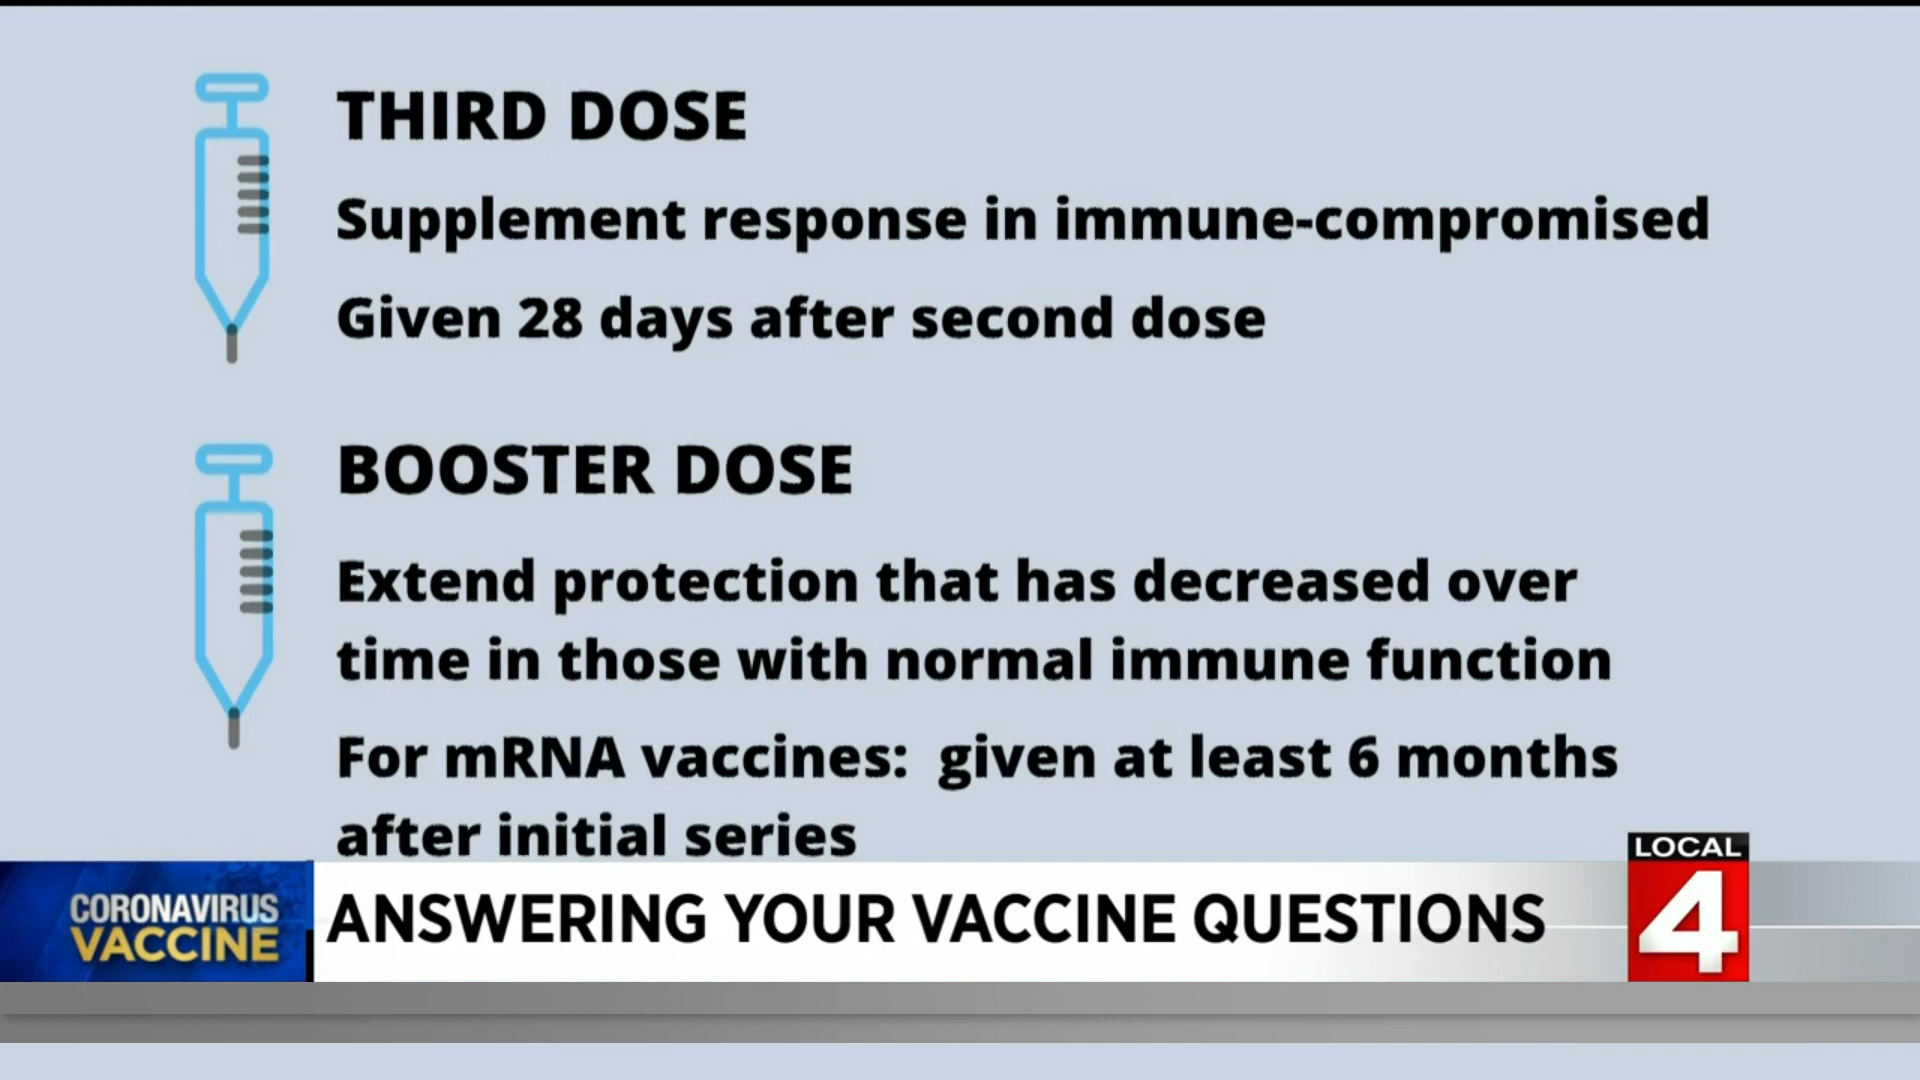 THIRD DOSE
Supplement response in immune-compromised
Given 28 days after second dose
BOOSTER DOSE
Extend protection that has decreased over
time in those with normal immune function
For mRNA vaccines:  given at least 6 months
after initial series
CORONAVIRUS
VACCINE
ANSWERING YOUR VACCINE QUESTIONS
LOCAL
4